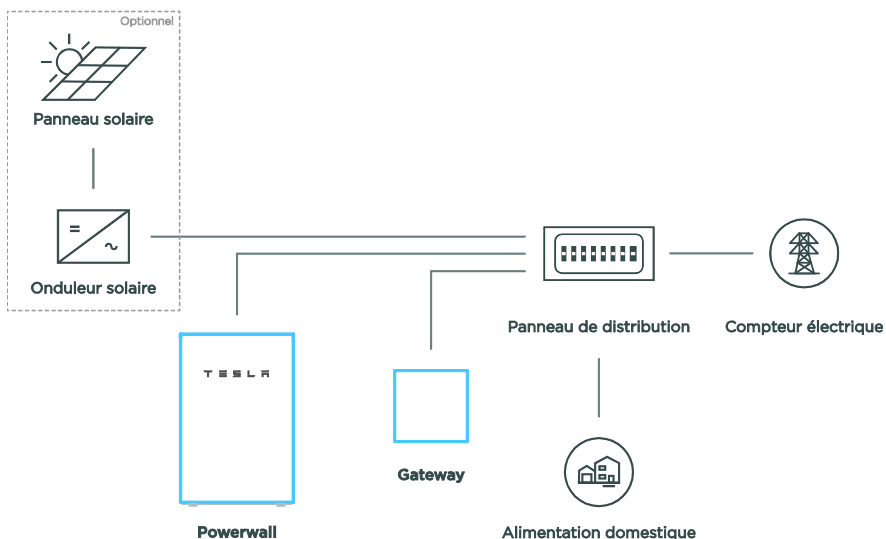 Optionnel
Panneau solaire
Onduleur solaire
TESLA
Powerwall
Gateway
Panneau de distribution
Compteur électrique
Alimentation domestique